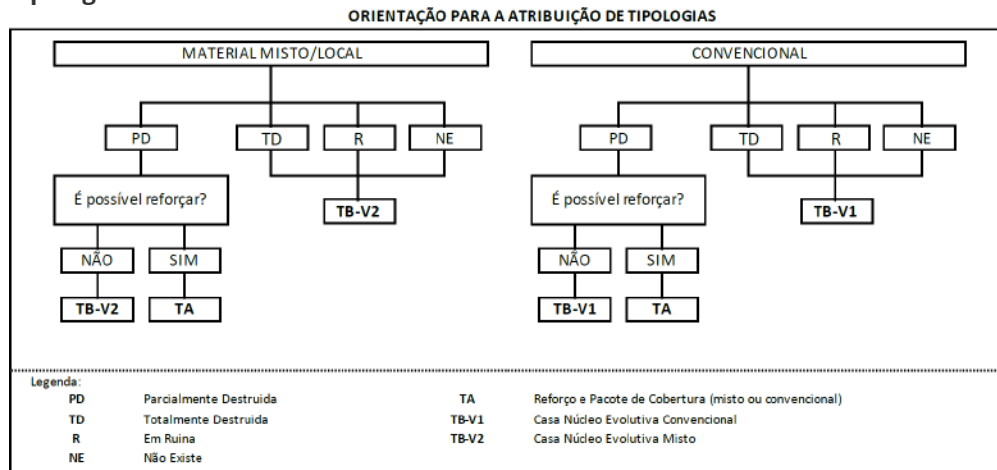 ORIENTAÇÃO PARA A ATRIBUIÇÃO DE TIPOLOGIAS
MATERIAL MISTO/LOCAL
CONVENCIONAL
PD TD R NE
PD TD R NE
É possível reforçar?
TB-V2
É possível reforçar?
TB-V1
NÃO SIM
NÃO SIM
TB-V2 TA
TB-V1 TA
Legenda:
PD Parcialmente Destruida TA Reforço e Pacote de Cobertura (misto ou convencional)
TD Totalmente Destruida TB-V1 Casa Núcleo Evolutiva Convencional
R Em Ruina TB-V2 Casa Núcleo Evolutiva Misto
NE Não Existe